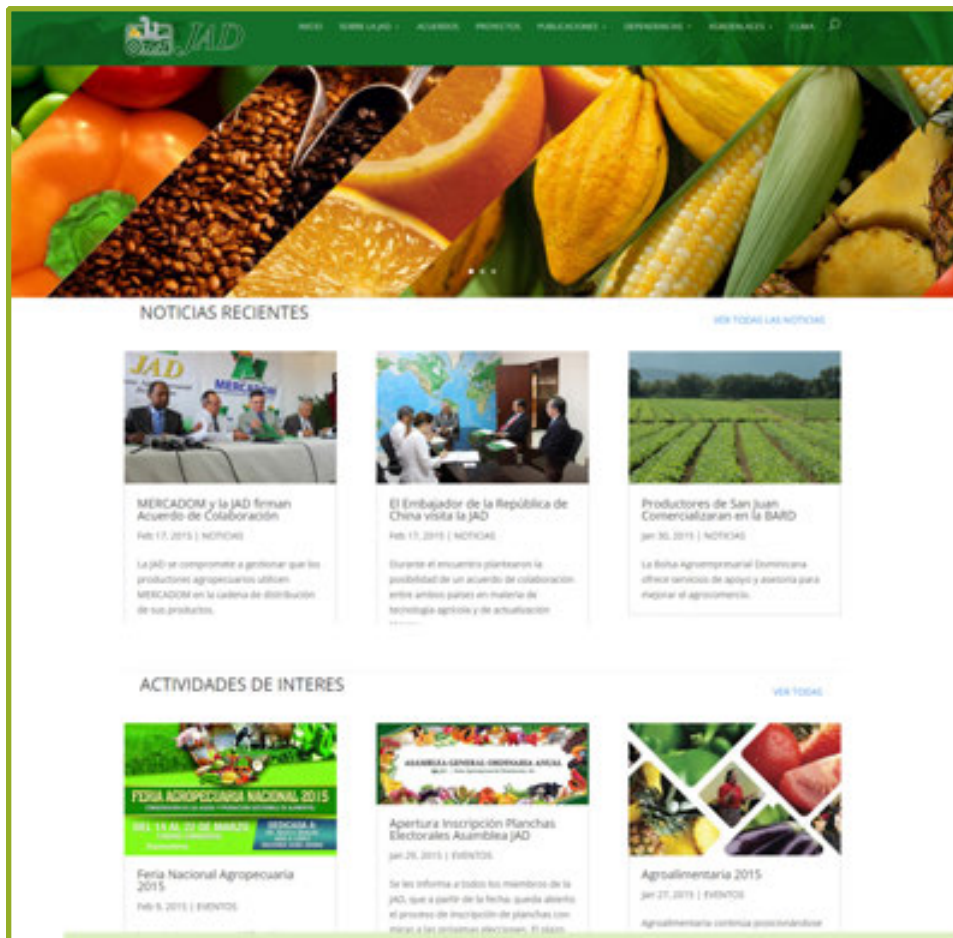 JAD
INICIO SOBRE LA JAD ACUERDOS PROYECTOS PUBLICACIONES DEPENDENCIAS AGROENLACES CLIMA
NOTICIAS RECIENTES
VER TODAS LAS NOTICIAS
JAD
MERCADOM
MERCADOM y la JAD firman
Acuerdo de Colaboración
Feb 17, 2015 | NOTICIAS
La JAD se compromete a gestionar que los
productores agropecuarios utilicen
MERCADOM en la cadena de distribución
de sus productos.
El Embajador de la República de
China visita la JAD
Feb 17, 2015 | NOTICIAS
Durante el encuentro plantearon la
posibilidad de un acuerdo de colaboración
entre ambos países en materia de
tecnología agrícola y de actualización
Productores de San Juan
Comercializaran en la BARD
Jan 30, 2015 | NOTICIAS
La Bolsa Agroempresarial Dominicana
ofrece servicios de apoyo y asesoría para
mejorar el agrocomercio.
ACTIVIDADES DE INTERES
VER TODAS
FERIA AGROPECUARIA NACIONAL 2015
DEL 14 AL 22 DE MARZO
DEDICADA A:
Feria Nacional Agropecuaria
2015
Feb 9, 2015 | EVENTOS
ASAMBLEA GENERAL ORDINARIA ANUAL
Apertura Inscripción Planchas
Electorales Asamblea JAD
Jan 29, 2015 | EVENTOS
Se les informa a todos los miembros de la
JAD, que a partir de la fecha, queda abierto
el proceso de inscripción de planchas con
miras a las próximas elecciones. El plazo
Agroalimentaria 2015
Jan 27, 2015 | EVENTOS
Agroalimentaria continúa posicionándose